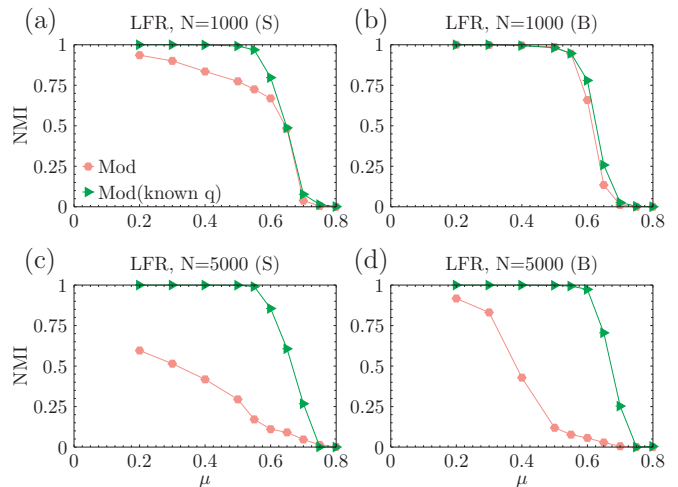 (a) LFR, N=1000 (S)
(b) LFR, N=1000 (B)
NMI
1
0.75
0.5
0.25
0
Mod
Mod(known q)
0 0.2 0.4 0.6 0.8
1
0.75
0.5
0.25
0
0 0.2 0.4 0.6 0.8
(c) LFR, N=5000 (S)
(d) LFR, N=5000 (B)
NMI
1
0.75
0.5
0.25
0
0 0.2 0.4 0.6 0.8
μ
1
0.75
0.5
0.25
0
0 0.2 0.4 0.6 0.8
μ